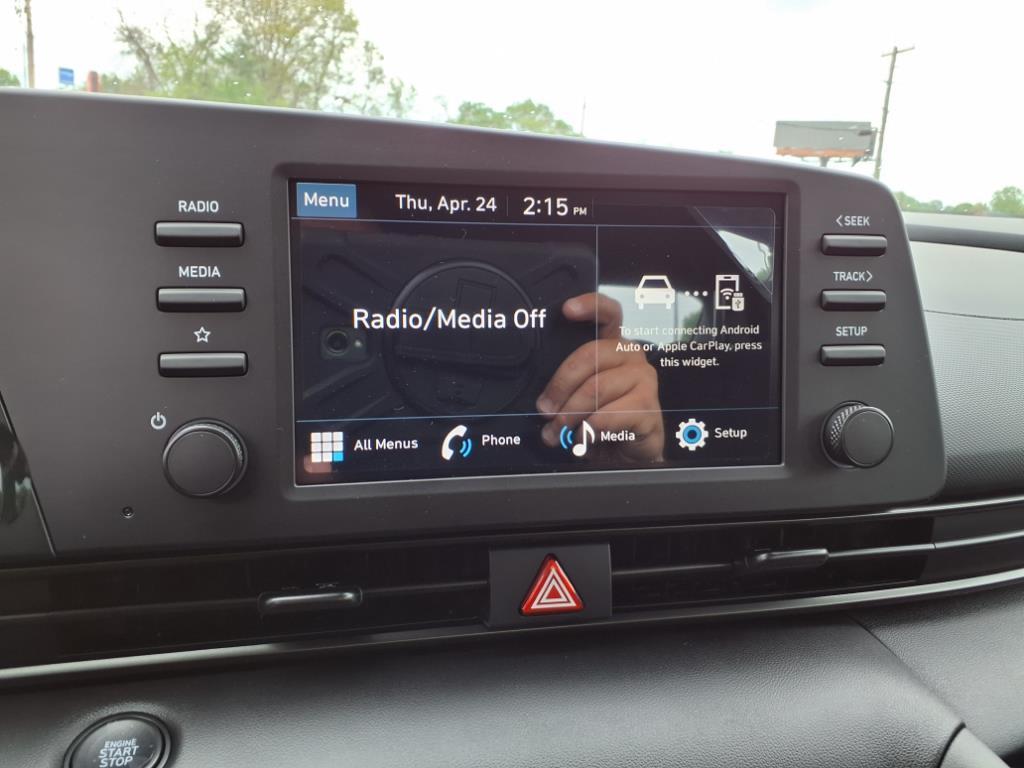 RADIO
MEDIA
Menu
Thu, Apr. 24
2:15 PM
Radio/Media Off
To start connecting Android
Auto or Apple CarPlay, press
this widget.
All Menus
Phone
Media
Setup
<SEEK
TRACK>
SETUP
ENGINE
START
STOP